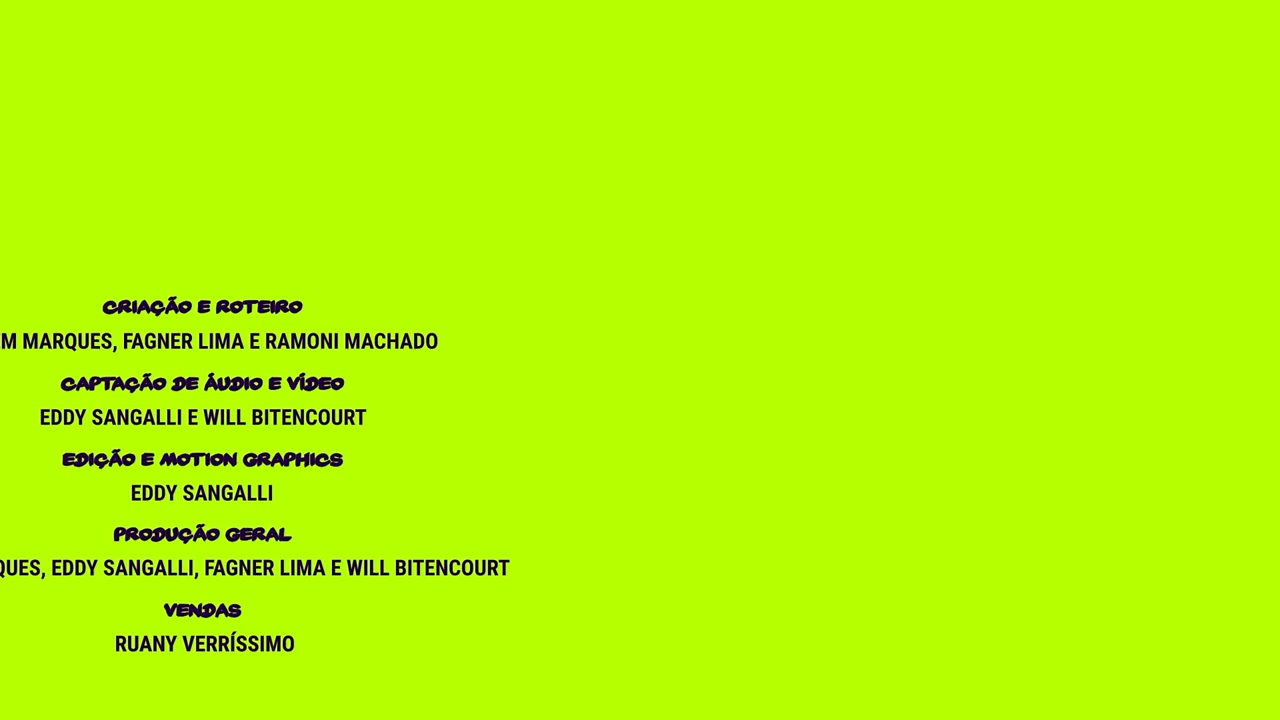 CRIAÇÃO E ROTEIRO
MARQUES, FAGNER LIMA E RAMONI MACHADO
CAPTAÇÃO DE ÁUDIO E VÍDEO
EDDY SANGALLI E WILL BITENCOURT
EDIÇÃO E MOTION GRAPHICS
EDDY SANGALLI
PRODUÇÃO GERAL
EDDY SANGALLI, FAGNER LIMA E WILL BITENCOURT
VENDAS
RUANY VERRÍSSIMO